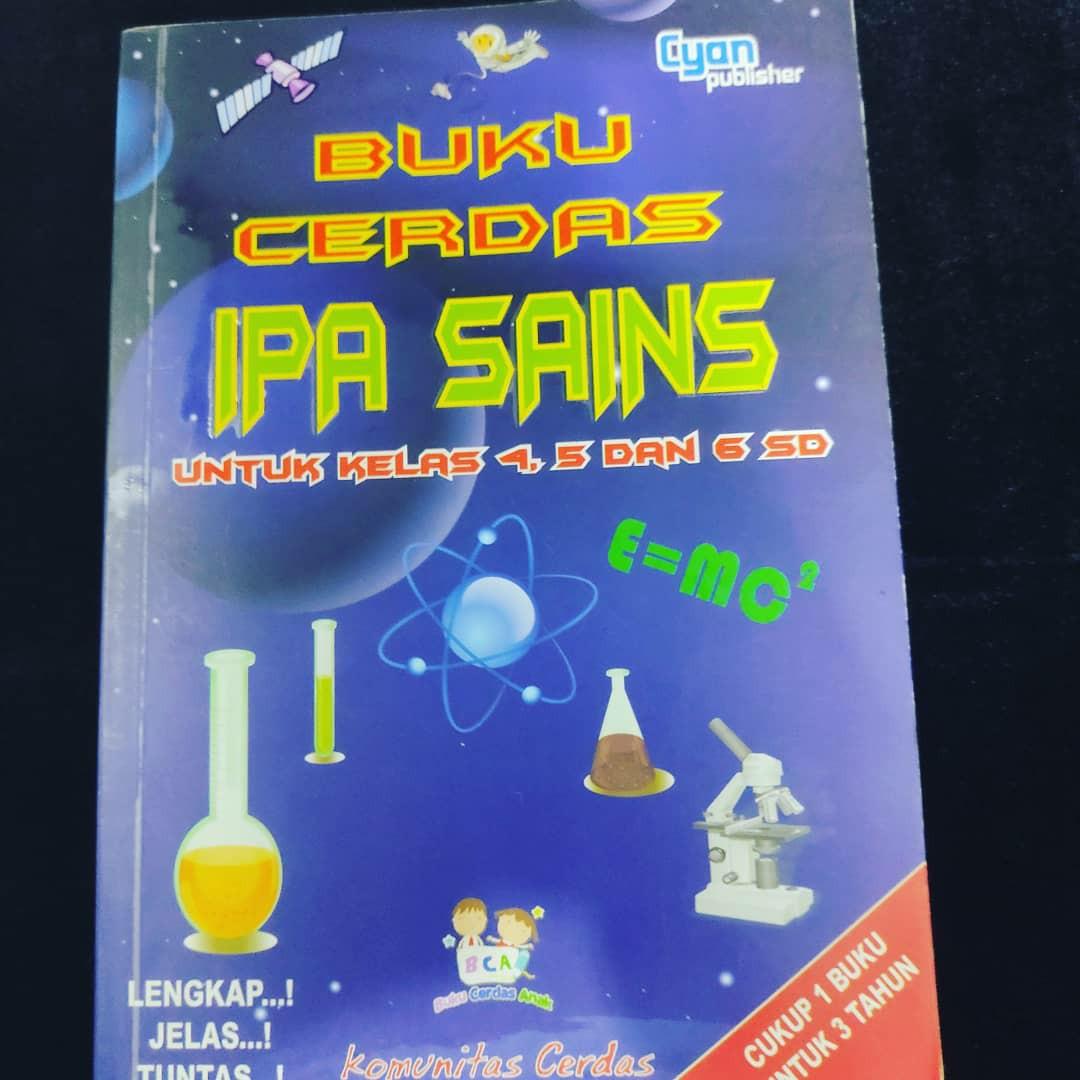 Cyan
publisher
BUKU
CERDAS
IPA SAINS
UNTUK KELAS 4, 5 DAN 6 SD
E=MC²
BCA
Buku Cerdas Anak
LENGKAP...!
JELAS...!
TUNTAS...!
Komunitas Cerdas
CUKUP 1 BUKU
UNTUK 3 TAHUN